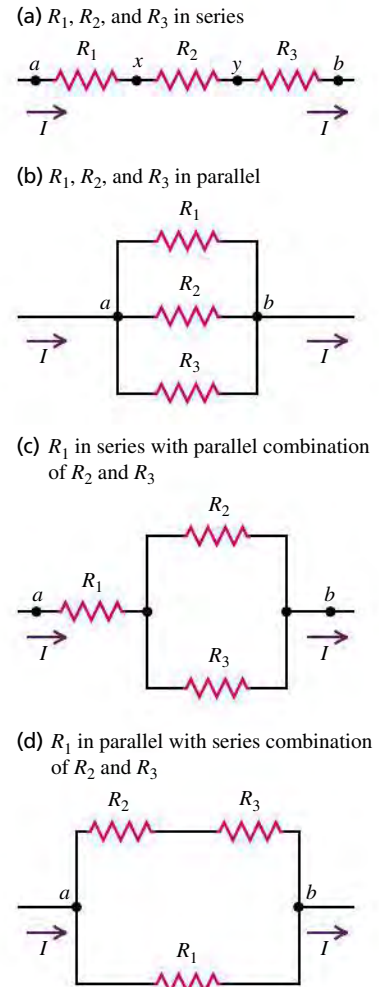 (a) R₁, R₂, and R₃ in series
a R₁ x R₂ y R₃ b
I I
(b) R₁, R₂, and R₃ in parallel
R₁
a R₂ b
I I
R₃
(c) R₁ in series with parallel combination
of R₂ and R₃
R₂
a R₁ b
I R₃ I
(d) R₁ in parallel with series combination
of R₂ and R₃
R₂ R₃
a b
I I
R₁